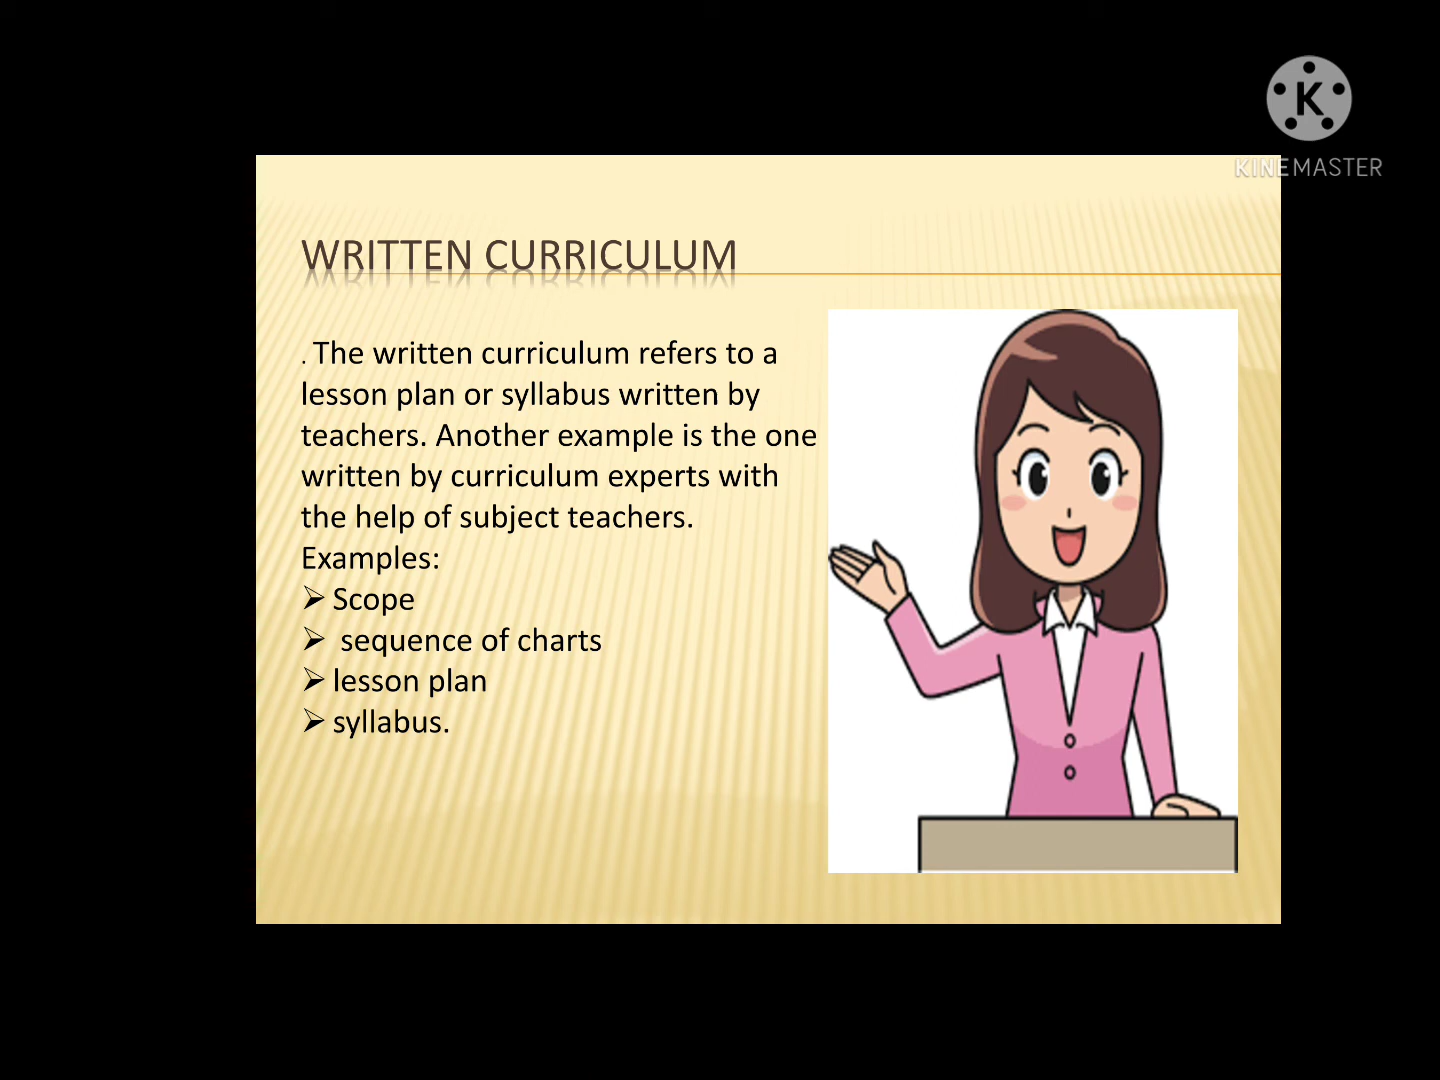 K
KINEMASTER
WRITTEN CURRICULUM
. The written curriculum refers to a
lesson plan or syllabus written by
teachers. Another example is the one
written by curriculum experts with
the help of subject teachers.
Examples:
➢ Scope
➢ sequence of charts
➢ lesson plan
➢ syllabus.